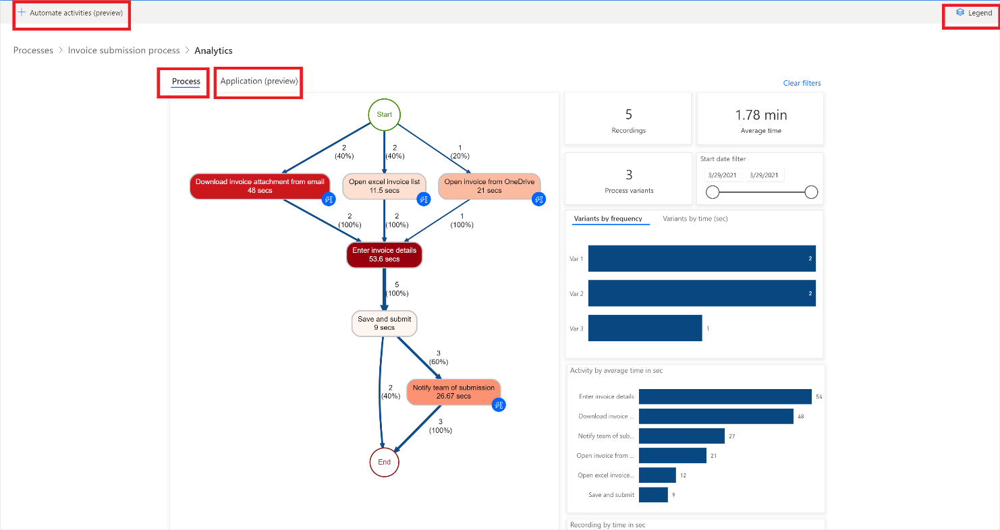 Automate activities (preview)
Legend
Processes > Invoice submission process > Analytics
Process
Application (preview)
Clear filters
Start
2
(40%)
2
(40%)
1
(20%)
Download invoice attachment from email
48 secs
Open excel invoice list
11.5 secs
Open invoice from OneDrive
21 secs
2
(100%)
2
(100%)
1
(100%)
Enter invoice details
53.6 secs
5
(100%)
Save and submit
9 secs
3
(60%)
2
(40%)
Notify team of submission
26.67 secs
3
(100%)
End
5
Recordings
1.78 min
Average time
3
Process variants
Start date filter
3/29/2021
3/29/2021
Variants by frequency
Variants by time (sec)
Var 1
2
Var 2
2
Var 3
1
Activity by average time in sec
Enter invoice details
54
Download invoice ...
48
Notify team of sub...
27
Open invoice from ...
21
Open excel invoice...
12
Save and submit
9
Recording by time in sec